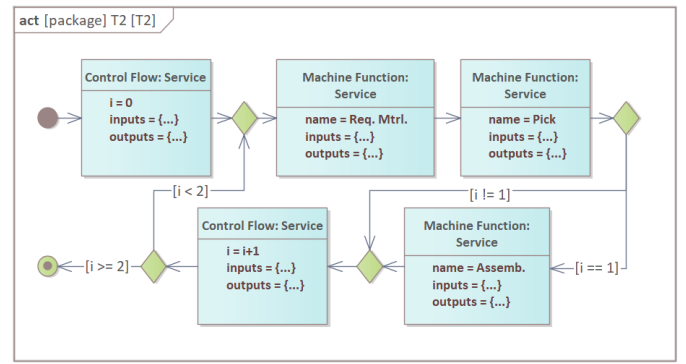 act [package] T2 [T2]
Control Flow: Service
i = 0
inputs = {...}
outputs = {...}
Machine Function:
Service
name = Req. Mtrl.
inputs = {...}
outputs = {...}
Machine Function:
Service
name = Pick
inputs = {...}
outputs = {...}
[i < 2]
[i != 1]
Control Flow: Service
i = i+1
inputs = {...}
outputs = {...}
Machine Function:
Service
name = Assemb.
inputs = {...}
outputs = {...}
[i >= 2]
[i == 1]